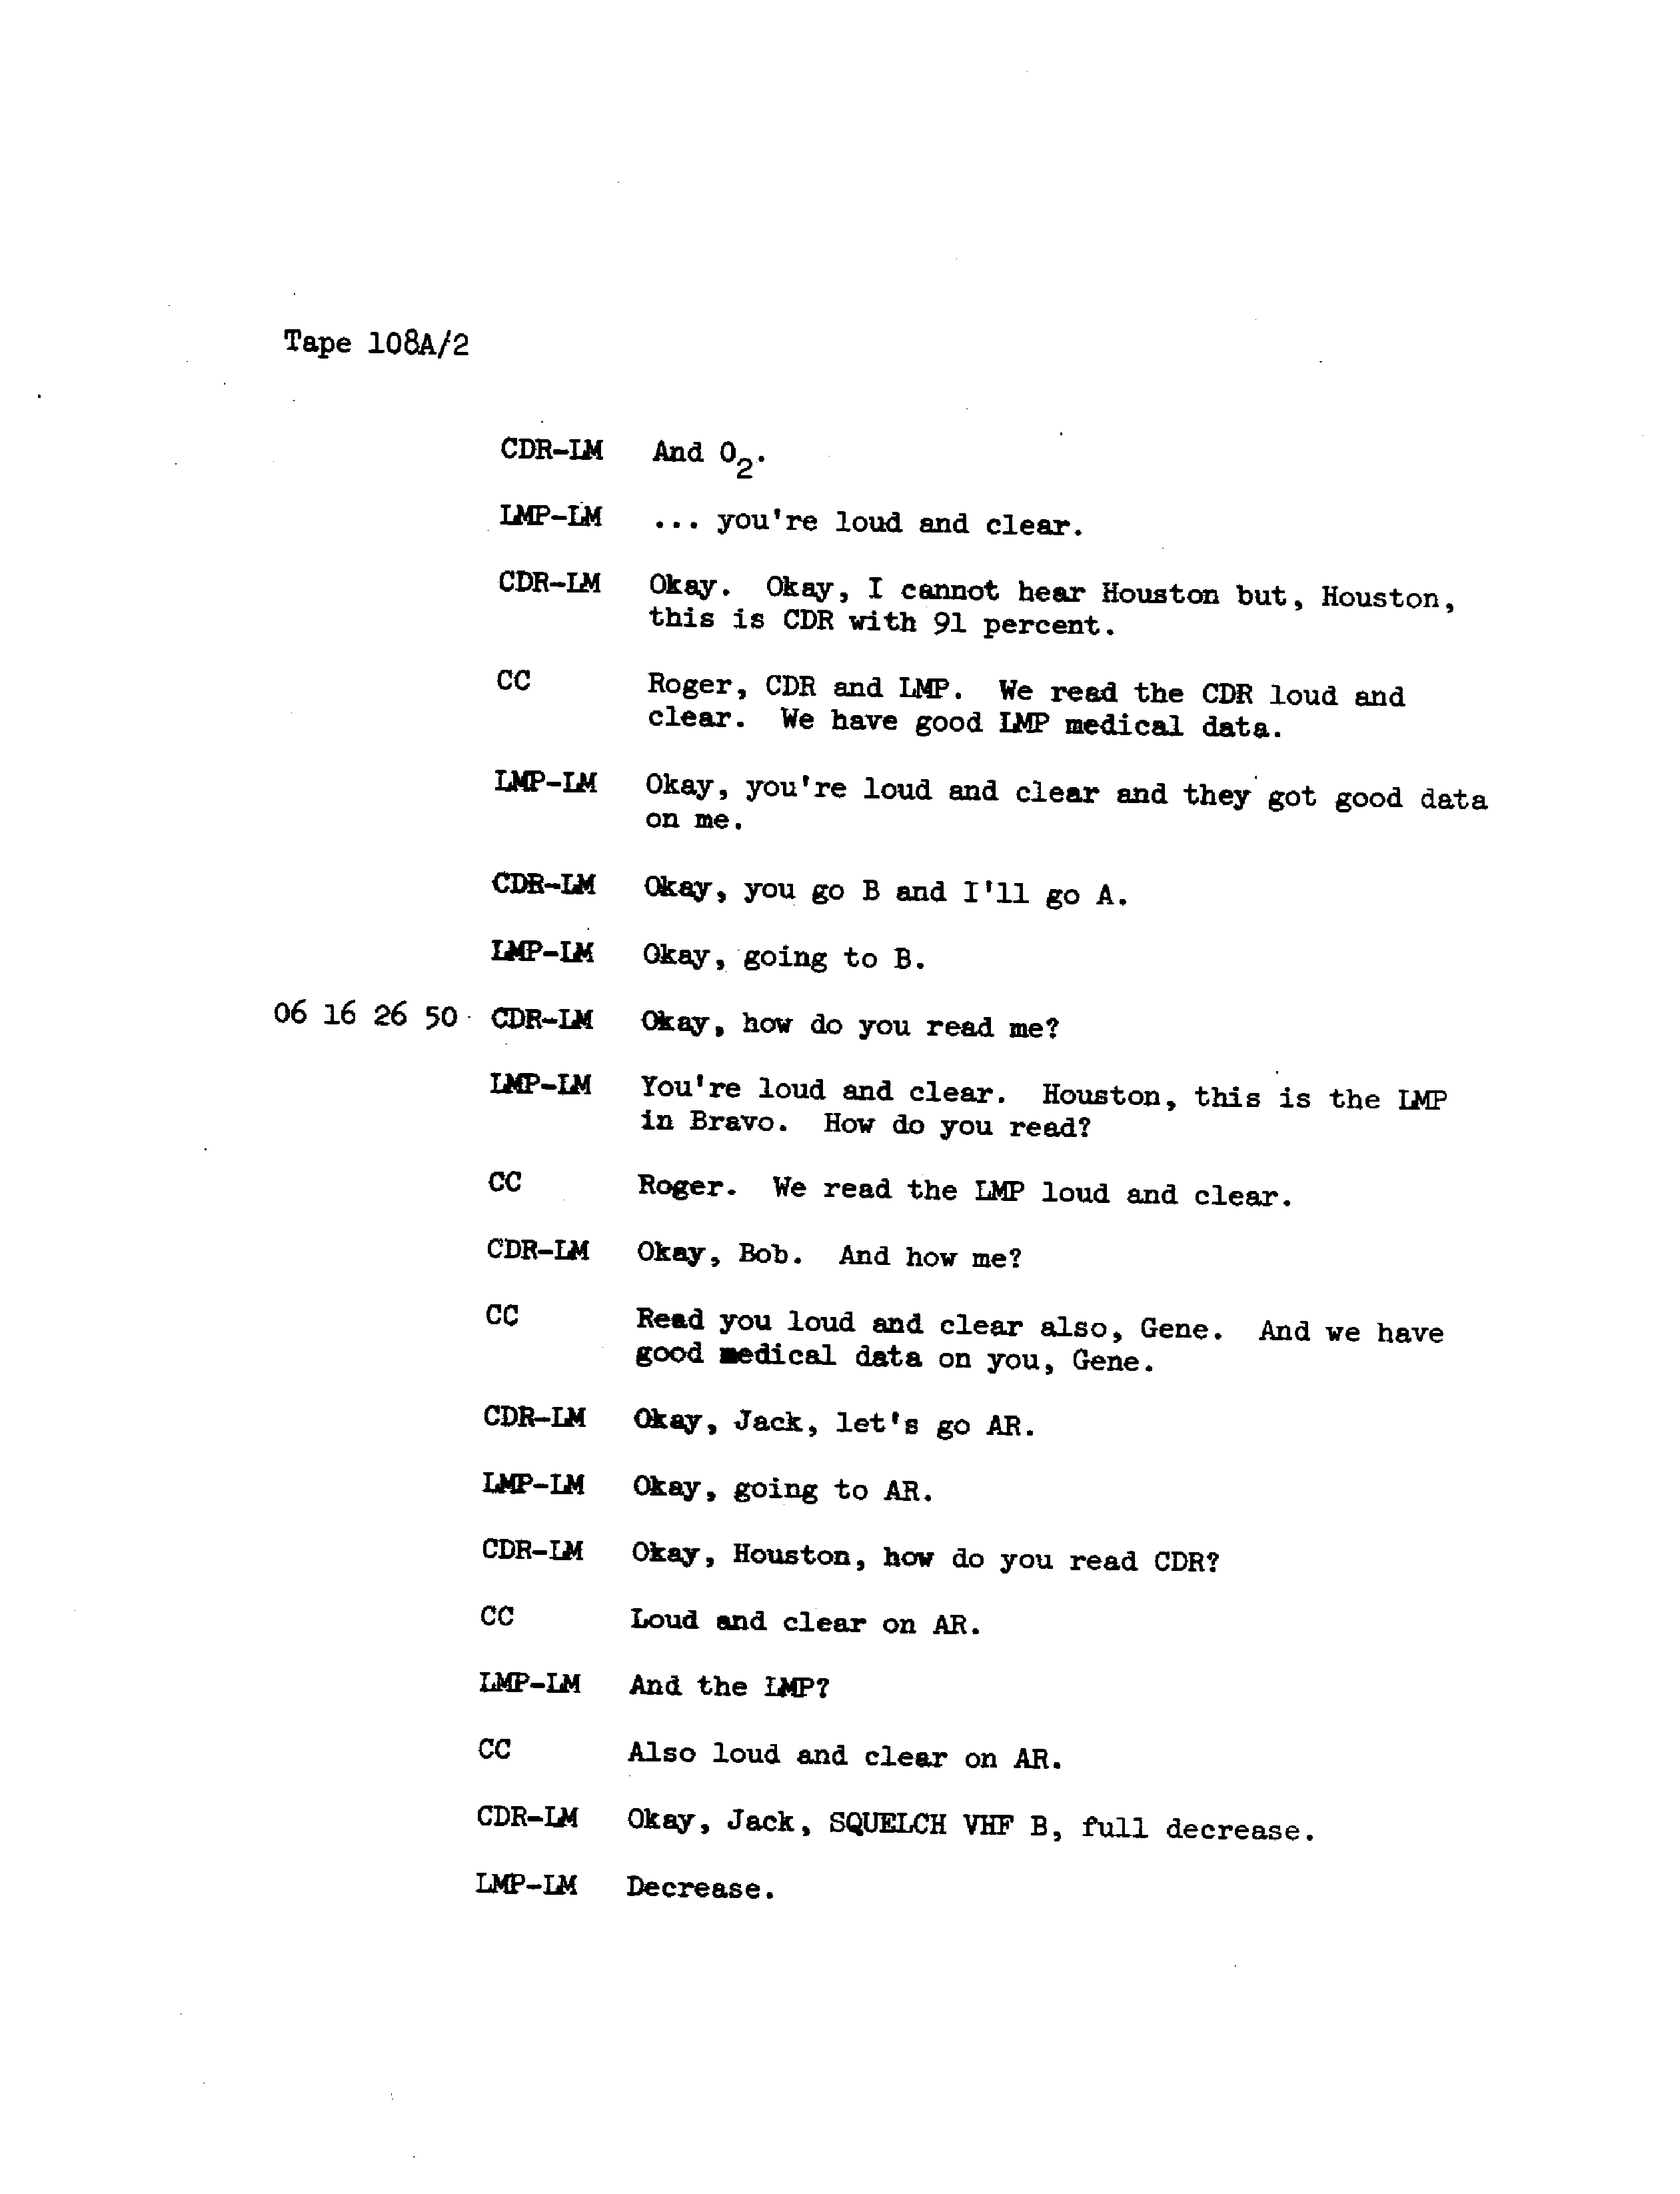 Tape 108A/2
CDR-LM And O2.
LMP-LM ... you're loud and clear.
CDR-LM Okay. Okay, I cannot hear Houston but, Houston,
this is CDR with 91 percent.
CC Roger, CDR and LMP. We read the CDR loud and
clear. We have good LMP medical data.
LMP-LM Okay, you're loud and clear and they got good data
on me.
CDR-LM Okay, you go B and I'll go A.
LMP-LM Okay, going to B.
06 16 26 50 CDR-LM Okay, how do you read me?
LMP-LM You're loud and clear. Houston, this is the LMP
in Bravo. How do you read?
CC Roger. We read the LMP loud and clear.
CDR-LM Okay, Bob. And how me?
CC Read you loud and clear also, Gene. And we have
good medical data on you, Gene.
CDR-LM Okay, Jack, let's go AR.
LMP-LM Okay, going to AR.
CDR-LM Okay, Houston, how do you read CDR?
CC Loud and clear on AR.
LMP-LM And the LMP?
CC Also loud and clear on AR.
CDR-LM Okay, Jack, SQUELCH VHF B, full decrease.
LMP-LM Decrease.